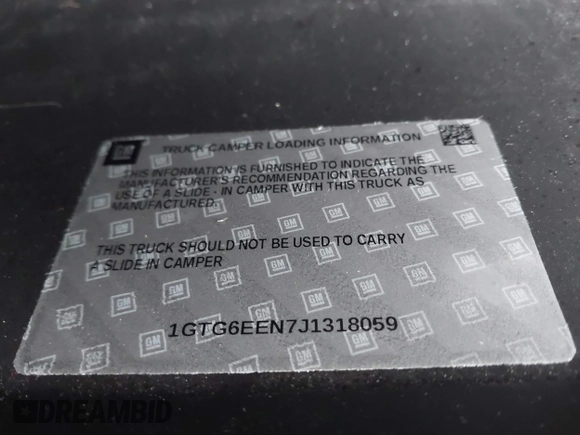 GM
TRUCK CAMPER LOADING INFORMATION
THIS INFORMATION IS FURNISHED TO INDICATE THE
MANUFACTURER'S RECOMMENDATION REGARDING THE
USE OF A SLIDE - IN CAMPER WITH THIS TRUCK AS
MANUFACTURED.
THIS TRUCK SHOULD NOT BE USED TO CARRY
A SLIDE IN CAMPER
1GTG6EEN7J1318059
DREAMBID